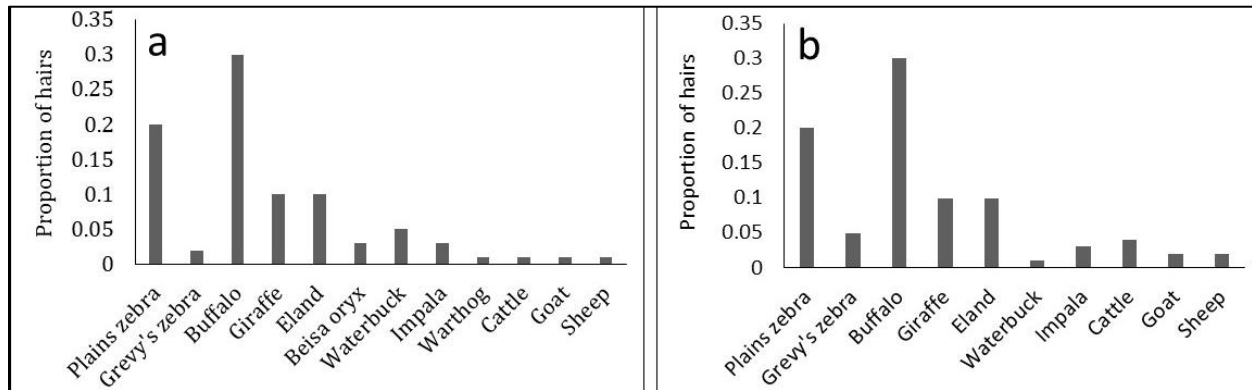 a
Proportion of hairs
0.35
0.3
0.25
0.2
0.15
0.1
0.05
0
Plains zebra
Grevy's zebra
Buffalo
Giraffe
Eland
Beisa oryx
Waterbuck
Impala
Warthog
Cattle
Goat
Sheep
b
Proportion of hairs
0.35
0.3
0.25
0.2
0.15
0.1
0.05
0
Plains zebra
Grevy's zebra
Buffalo
Giraffe
Eland
Waterbuck
Impala
Cattle
Goat
Sheep